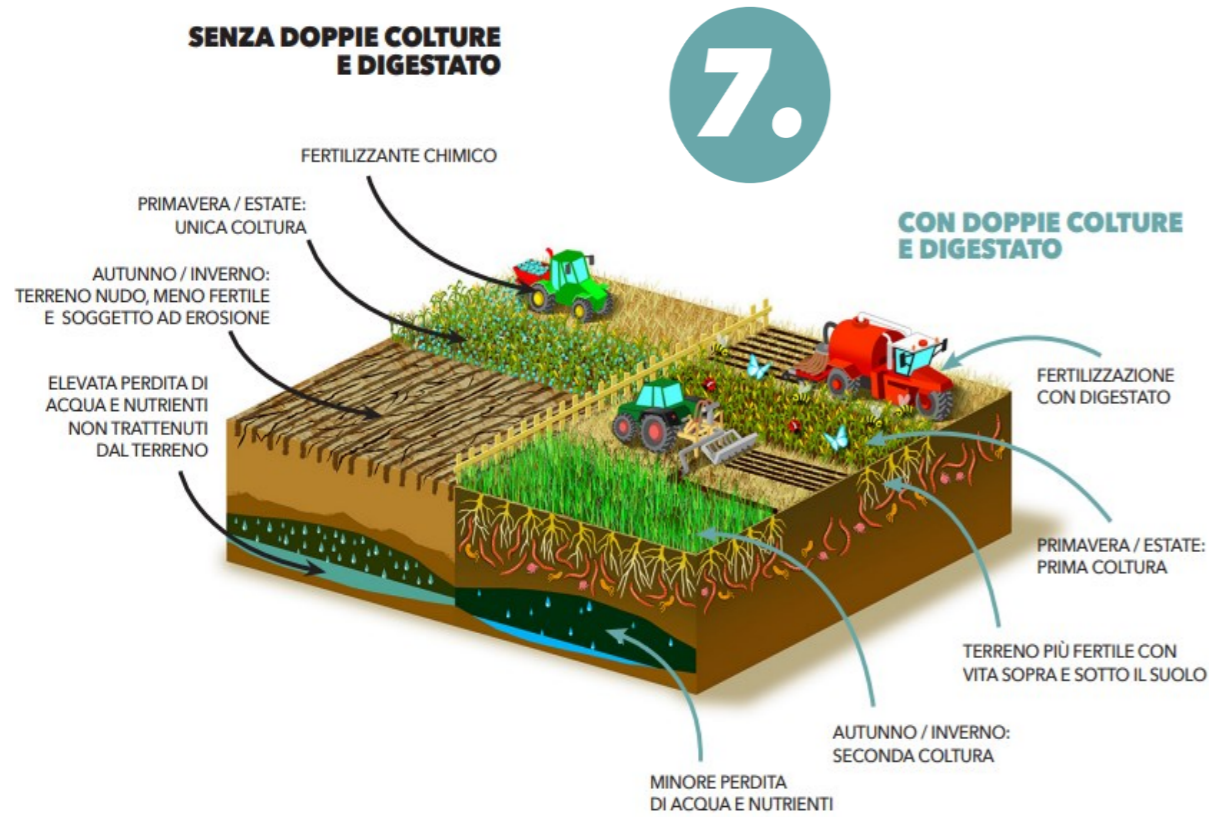 SENZA DOPPIE COLTURE
E DIGESTATO
7.
FERTILIZZANTE CHIMICO
PRIMAVERA / ESTATE:
UNICA COLTURA
AUTUNNO / INVERNO:
TERRENO NUDO, MENO FERTILE
E SOGGETTO AD EROSIONE
ELEVATA PERDITA DI
ACQUA E NUTRIENTI
NON TRATTENUTI
DAL TERRENO
CON DOPPIE COLTURE
E DIGESTATO
FERTILIZZAZIONE
CON DIGESTATO
PRIMAVERA / ESTATE:
PRIMA COLTURA
TERRENO PIÙ FERTILE CON
VITA SOPRA E SOTTO IL SUOLO
AUTUNNO / INVERNO:
SECONDA COLTURA
MINORE PERDITA
DI ACQUA E NUTRIENTI